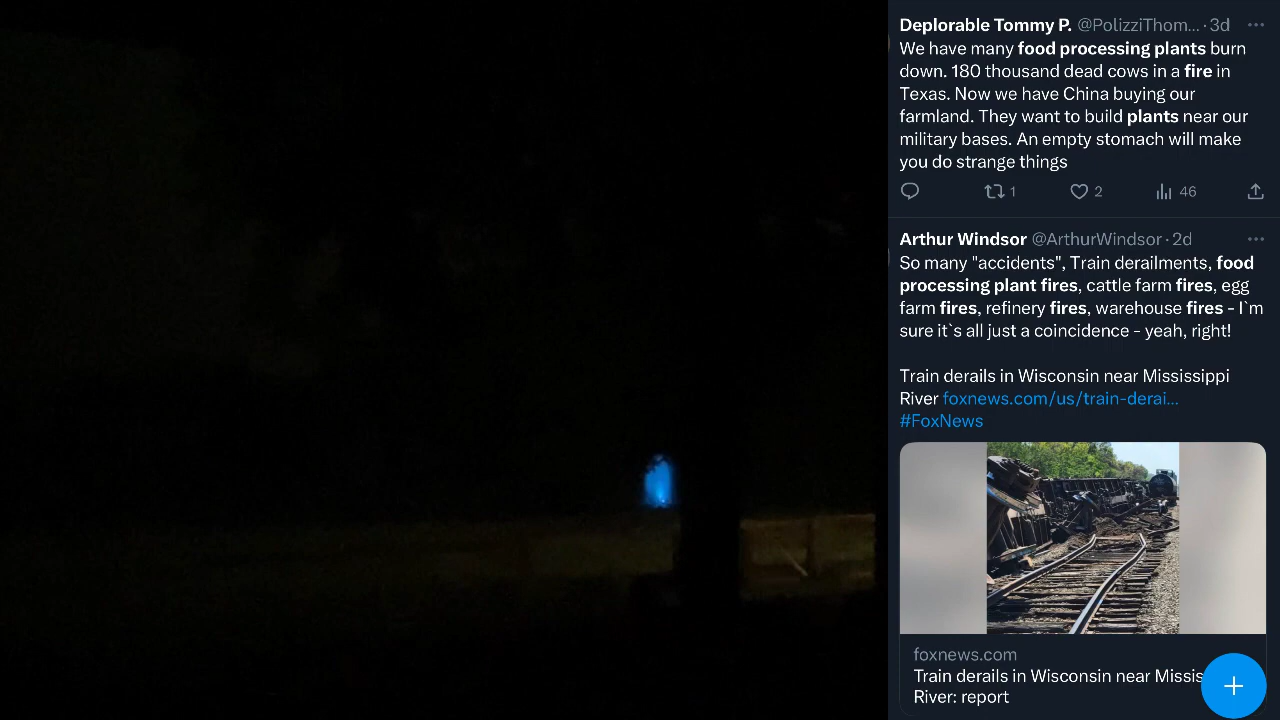 Deplorable Tommy P. @PolizziThom... · 3d
We have many food processing plants burn
down. 180 thousand dead cows in a fire in
Texas. Now we have China buying our
farmland. They want to build plants near our
military bases. An empty stomach will make
you do strange things
1 2 46
Arthur Windsor @ArthurWindsor · 2d
So many "accidents", Train derailments, food
processing plant fires, cattle farm fires, egg
farm fires, refinery fires, warehouse fires - I`m
sure it`s all just a coincidence - yeah, right!
Train derails in Wisconsin near Mississippi
River foxnews.com/us/train-derai...
#FoxNews
foxnews.com
Train derails in Wisconsin near Missis
River: report